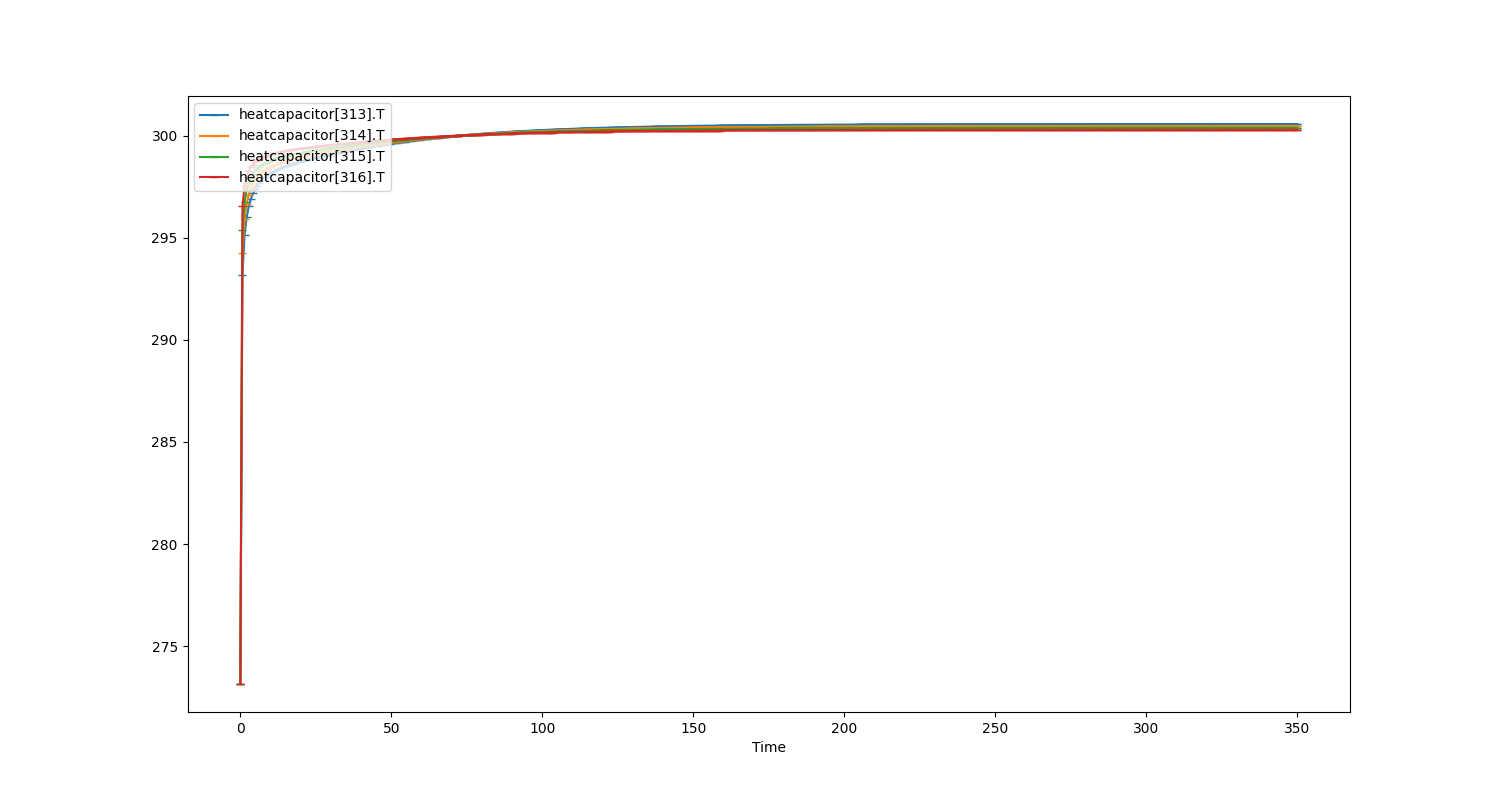 heatcapacitor[313].T
heatcapacitor[314].T
heatcapacitor[315].T
heatcapacitor[316].T
300
295
290
285
280
275
0 50 100 150 200 250 300 350
Time